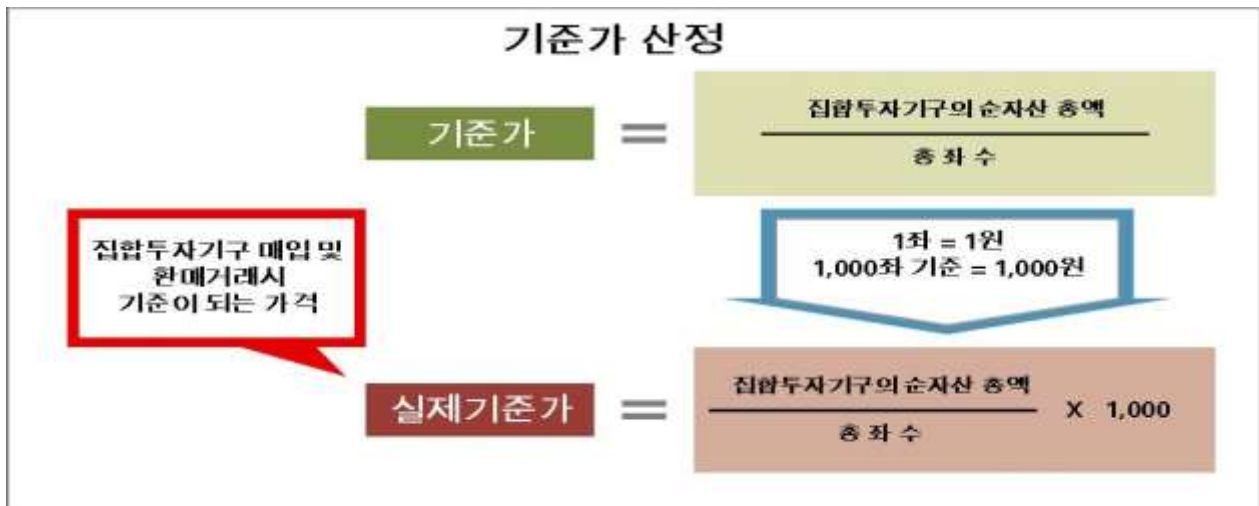 기준가 산정
기준가
=
집합투자기구의 순자산 총액
총 좌 수
집합투자기구 매입 및
환매거래시
기준이 되는 가격
1좌 = 1원
1,000좌 기준 = 1,000원
실제기준가
=
집합투자기구의 순자산 총액
총 좌 수
X 1,000